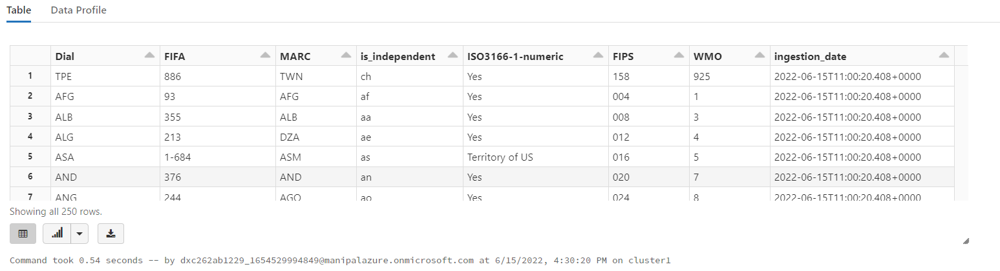 Table Data Profile
Dial FIFA MARC is_independent ISO3166-1-numeric FIPS WMO ingestion_date
1 TPE 886 TWN ch Yes 158 925 2022-06-15T11:00:20.408+0000
2 AFG 93 AFG af Yes 004 1 2022-06-15T11:00:20.408+0000
3 ALB 355 ALB aa Yes 008 3 2022-06-15T11:00:20.408+0000
4 ALG 213 DZA ae Yes 012 4 2022-06-15T11:00:20.408+0000
5 ASA 1-684 ASM as Territory of US 016 5 2022-06-15T11:00:20.408+0000
6 AND 376 AND an Yes 020 7 2022-06-15T11:00:20.408+0000
7 ANG 244 AGO ao Yes 024 8 2022-06-15T11:00:20.408+0000
Showing all 250 rows.
Command took 0.54 seconds -- by dxc262ab1229_1654529994849@manipalazure.onmicrosoft.com at 6/15/2022, 4:30:20 PM on cluster1